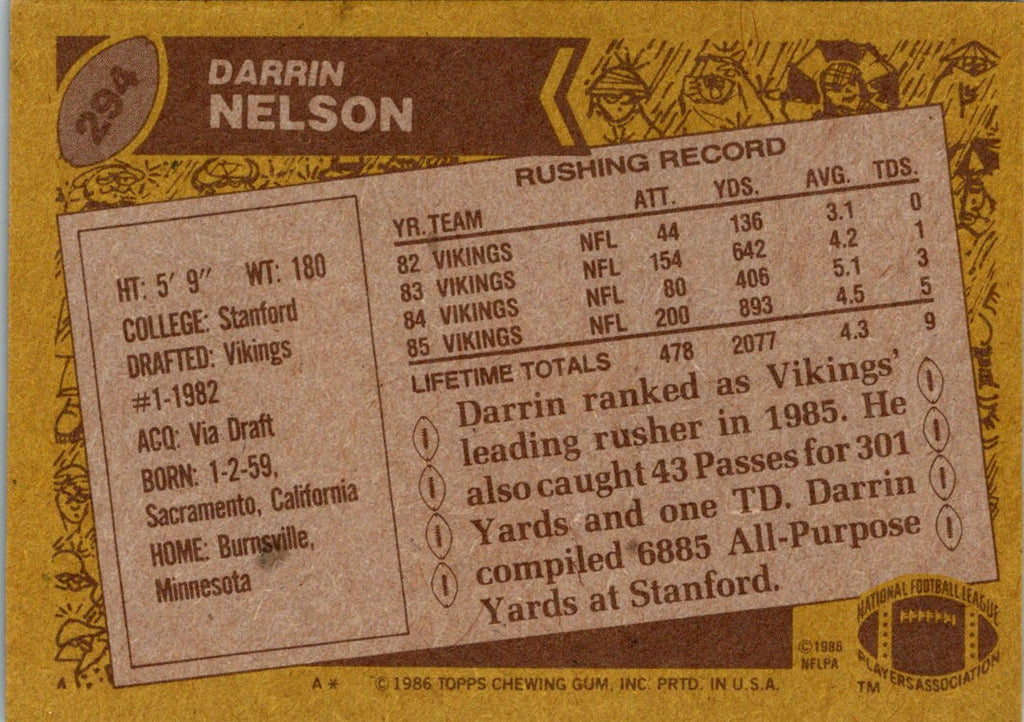 294
DARRIN
NELSON
RUSHING RECORD
YR. TEAM ATT. YDS. AVG. TDS.
82 VIKINGS NFL 44 136 3.1 0
83 VIKINGS NFL 154 642 4.2 1
84 VIKINGS NFL 80 406 5.1 3
85 VIKINGS NFL 200 893 4.5 5
LIFETIME TOTALS 478 2077 4.3 9
HT: 5' 9" WT: 180
COLLEGE: Stanford
DRAFTED: Vikings
#1-1982
ACQ: Via Draft
BORN: 1-2-59,
Sacramento, California
HOME: Burnsville,
Minnesota
Darrin ranked as Vikings'
leading rusher in 1985. He
also caught 43 Passes for 301
Yards and one TD. Darrin
compiled 6885 All-Purpose
Yards at Stanford.
©1986
NFLPA
NATIONAL FOOTBALL LEAGUE
PLAYERS ASSOCIATION
TM
A* ©1986 TOPPS CHEWING GUM, INC. PRTD. IN U.S.A.